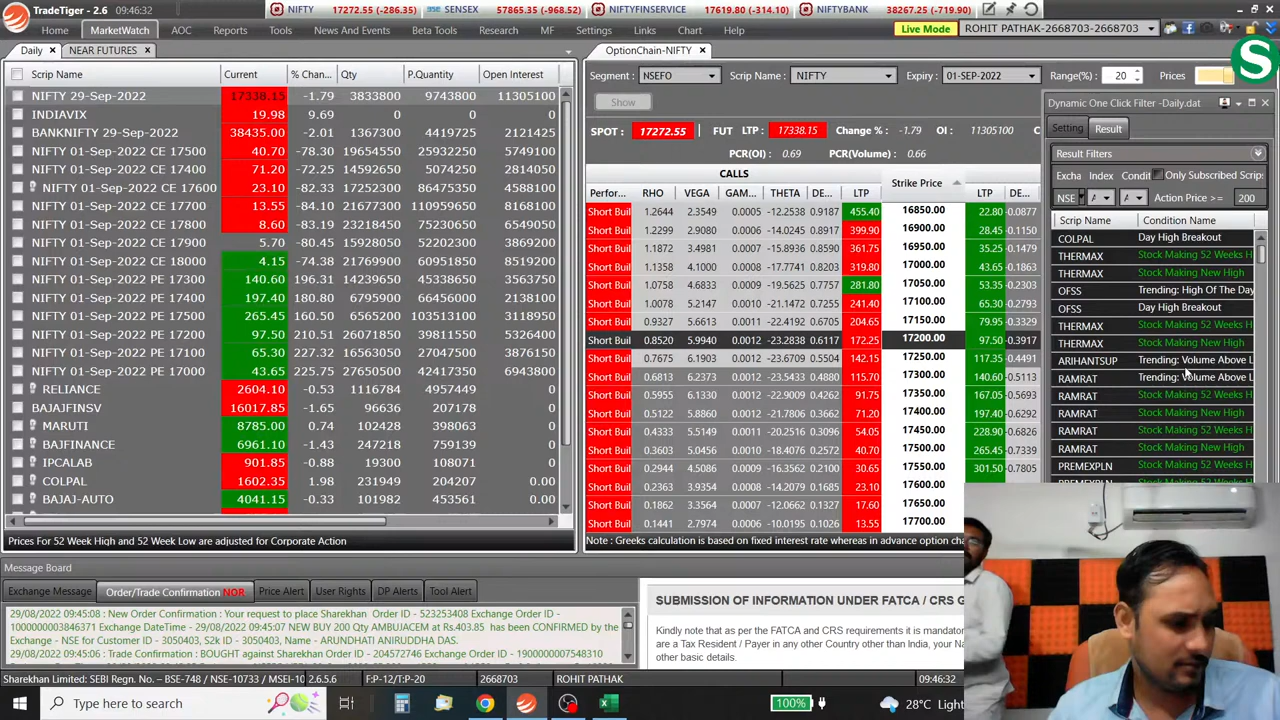 TradeTiger - 2.6 09:46:32 NIFTY 17272.55 (-286.35) SENSEX 57865.35 (-968.52) NIFTYFINSERVICE 17619.80 (-314.10) NIFTYBANK 38267.25 (-719.90)
Home MarketWatch AOC Reports Tools News And Events Beta Tools Research MF Settings Links Chart Help Live Mode ROHIT PATHAK-2668703-2668703
Daily NEAR FUTURES
Scrip Name Current % Chan... Qty P.Quantity Open Interest
NIFTY 29-Sep-2022 17338.15 -1.79 3833800 9743800 11305100
INDIAVIX 19.98 9.69 0 0 0
BANKNIFTY 29-Sep-2022 38435.00 -2.01 1367300 4419725 2121425
NIFTY 01-Sep-2022 CE 17500 40.70 -78.30 19654550 25932250 5749100
NIFTY 01-Sep-2022 CE 17400 71.20 -72.25 14592650 5074250 2814050
NIFTY 01-Sep-2022 CE 17600 23.10 -82.33 17252300 86475350 4588100
NIFTY 01-Sep-2022 CE 17700 13.55 -84.10 21677300 110959650
NIFTY 01-Sep-2022 CE 17800 8.60 -83.19 23218450 58230250
NIFTY 01-Sep-2022 CE 17900 5.70 -80.45 15928050 52202300
NIFTY 01-Sep-2022 CE 18000 4.15 -74.38 21769900
NIFTY 01-Sep-2022 PE 17300 140.60 196.31 14239650 45338650
NIFTY 01-Sep-2022 PE 17400 197.40 180.80 6795900 66456000
NIFTY 01-Sep-2022 PE 17500 265.45 160.50 6565200 103513100 3118950
NIFTY 01-Sep-2022 PE 17200 97.50 26071850 39811550 5326400
NIFTY 01-Sep-2022 PE 17100 65.30 227.32 16563050 27047500
NIFTY 01-Sep-2022 PE 17000 43.65 225.75 27650500 32417200 6943800
RELIANCE 2604.10 -0.53 1116784 4957449
BAJAJFINSV 16017.85 -1.65 96636 207178
MARUTI 8785.00 0.74 102428 398063
BAJFINANCE 6961.10 -1.43 247218 759139
IPCALAB 901.85 -0.88 19300 108071
COLPAL 1602.35 1.98 231949 204207 0.00
BAJAJ-AUTO 4041.15 -0.33 101982 453561 0.00
Prices For 52 Week High and 52 Week Low are adjusted for Corporate Action
OptionChain-NIFTY
Segment : NSEFO Scrip Name : NIFTY Expiry : 01-SEP-2022 Range(%) : 20 Prices
Show
SPOT : 17272.55 FUT LTP : 17338.15 Change % : -1.79 OI : 11305100
PCR(OI) : 0.69 PCR(Volume) : 0.66
CALLS
Perfor... RHO VEGA GAM... THETA DE... LTP Strike Price LTP DE...
Short Buil 1.2644 2.3549 0.0005 -12.2538 0.9187 455.40 16850.00 22.80 -0.0877
Short Buil 1.2299 2.9080 0.0006 -14.0245 0.8917 399.90 16900.00 28.45 -0.1150
Short Buil 1.1872 3.4981 0.0007 -15.8936 0.8590 361.75 16950.00 35.25 -0.1479
Short Buil 1.1358 4.1000 0.0008 -17.7741 0.8203 319.80 17000.00 43.65 -0.1863
Short Buil 1.0758 4.6833 0.0009 -19.5625 0.7757 281.80 17050.00 53.35 -0.2303
Short Buil 1.0078 5.2147 0.0010 -21.1472 0.7255 241.40 17100.00 65.30 -0.2793
Short Buil 0.9327 5.6613 0.0011 -22.4192 0.6705 204.65 17150.00 79.95 -0.3329
Short Buil 0.8520 5.9940 0.0012 -23.2838 0.6117 172.25 17200.00 97.50 -0.3917
Short Buil 0.7675 6.1903 0.0012 -23.6709 0.5504 142.15 17250.00 117.35 -0.4491
Short Buil 0.6813 6.2373 0.0012 -23.5433 0.4880 115.70 17300.00 140.60 -0.5113
Short Buil 0.5955 6.1330 0.0012 -22.9009 0.4262 91.75 17350.00 167.05 -0.5693
Short Buil 0.5122 5.8860 0.0012 -21.7806 0.3664 71.20 17400.00 197.40 -0.6292
Short Buil 0.4333 5.5149 0.0011 -20.2541 0.3099 54.05 17450.00 228.90 -0.6826
Short Buil 0.3603 5.0456 0.0010 -18.4076 0.2572 40.70 17500.00 265.45 -0.7339
Short Buil 0.2944 4.5086 0.0009 -16.3562 0.2100 30.65 17550.00 301.50 -0.7805
Short Buil 0.2363 3.9354 0.0008 -14.2079 0.1685 23.10 17600.00
Short Buil 0.1862 3.3564 0.0007 -12.0662 0.1327 17.60 17650.00
Short Buil 0.1441 2.7974 0.0006 -10.0195 0.1026 13.55 17700.00
Note : Greeks calculation is based on fixed interest rate whereas in advance option chai
Dynamic One Click Filter -Daily.dat
Setting Result
Result Filters
Excha Index Condit Only Subscribed Scrip
NSE A A Action Price >= 200
Scrip Name Condition Name
COLPAL Day High Breakout
THERMAX Stock Making 52 Weeks H
THERMAX Stock Making New High
OFSS Trending: High Of The Day
OFSS Day High Breakout
THERMAX Stock Making 52 Weeks H
THERMAX Stock Making New High
ARIHANTSUP Trending: Volume Above L
RAMRAT Trending: Volume Above L
RAMRAT Stock Making 52 Weeks H
RAMRAT Stock Making New High
RAMRAT Stock Making 52 Weeks H
RAMRAT Stock Making New High
PREMEXPLN Stock Making 52 Weeks H
Message Board
Exchange Message Order/Trade Confirmation NOR Price Alert User Rights DP Alerts Tool Alert
29/08/2022 09:45:08 : New Order Confirmation : Your request to place Sharekhan Order ID - 523253408 Exchange Order ID -
1000000003846371 Exchange DateTime - 29/08/2022 09:45:07 NEW BUY 200 Qty AMBUJACEM at Rs.403.85 has been CONFIRMED by the
Exchange - NSE for Customer ID - 3050403, S2k ID - 3050403, Name - ARUNDHATI ANIRUDDHA DAS.
29/08/2022 09:45:06 : Trade Confirmation : BOUGHT against Sharekhan Order ID - 204572746 Exchange Order ID - 1900000007548310
SUBMISSION OF INFORMATION UNDER FATCA / CRS G
Kindly note that as per the FATCA and CRS requirements it is mandato
are a Tax Resident / Payer in any other Country other than India, your Na
other basic details.
Sharekhan Limited: SEBI Regn. No – BSE-748 / NSE-10733 / MSEI-10 2.6.5.6 F:P-12/T:P-20 2668703 ROHIT PATHAK 09:46:32
Type here to search 100% 28°C Light